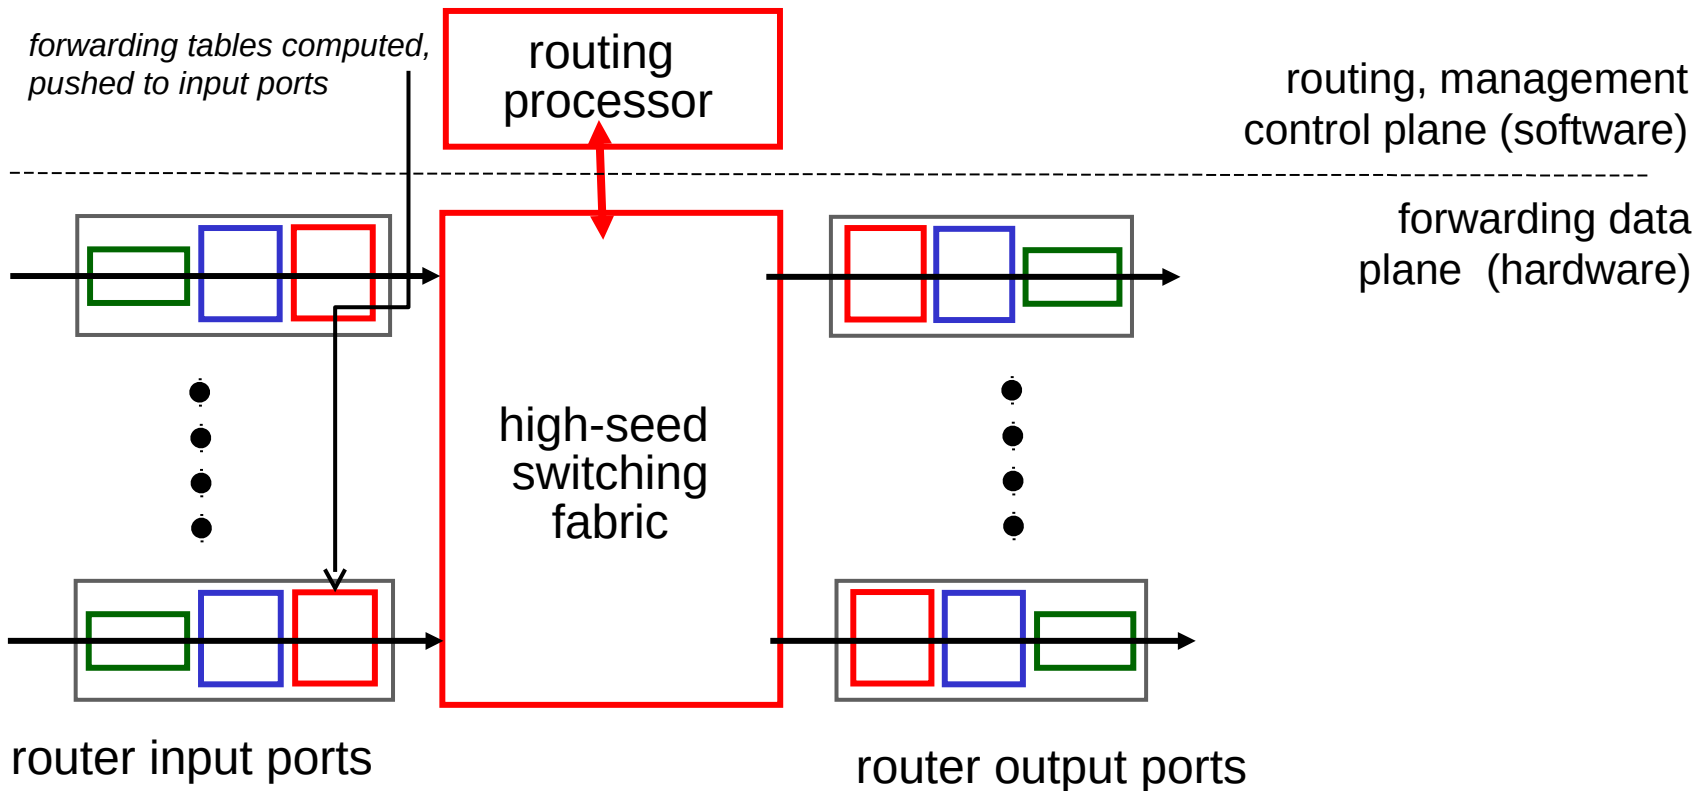 forwarding tables computed,
pushed to input ports
routing
processor
routing, management
control plane (software)
forwarding data
plane (hardware)
high-seed
switching
fabric
router input ports
router output ports